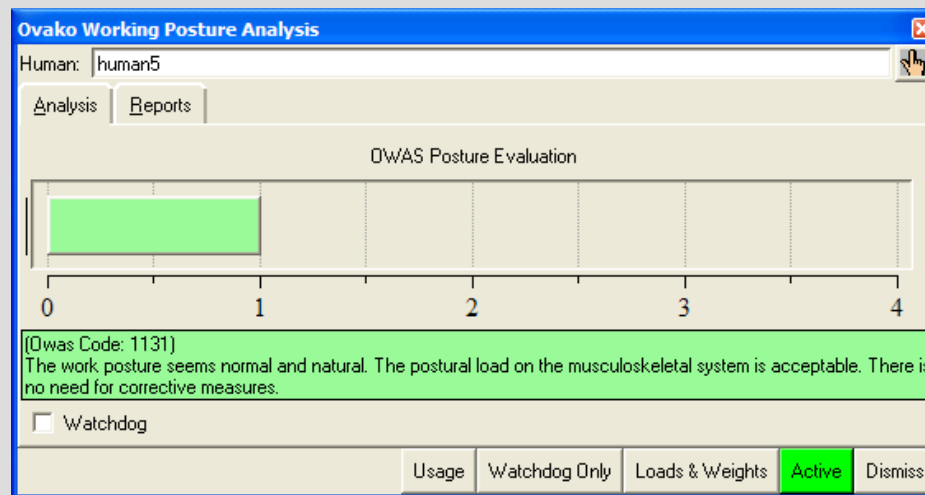 Ovako Working Posture Analysis
Human: human5
Analysis Reports
OWAS Posture Evaluation
0 1 2 3 4
(Owas Code: 1131)
The work posture seems normal and natural. The postural load on the musculoskeletal system is acceptable. There is
no need for corrective measures.
Watchdog
Usage Watchdog Only Loads & Weights Active Dismiss